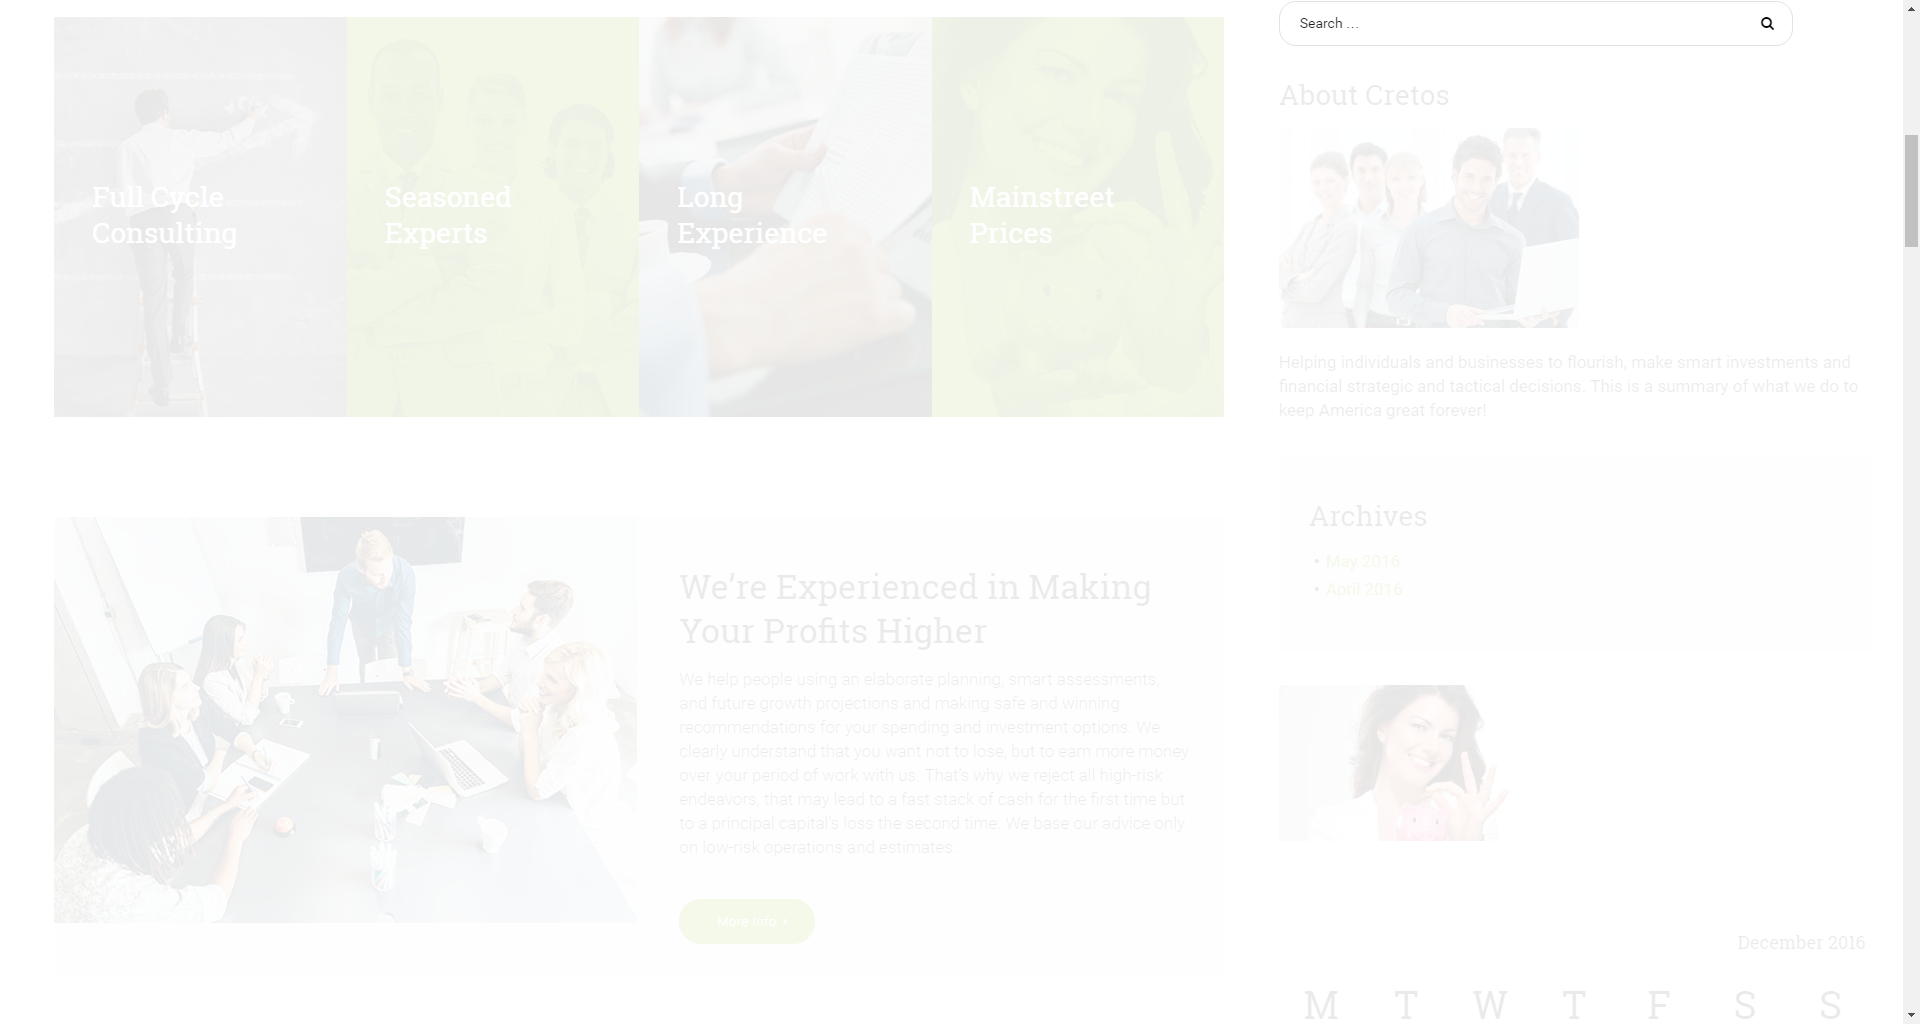 Search …
About Cretos
Full Cycle
Consulting
Seasoned
Experts
Long
Experience
Mainstreet
Prices
Helping individuals and businesses to flourish, make smart investments and
financial strategic and tactical decisions. This is a summary of what we do to
keep America great forever!
Archives
• May 2016
• April 2016
We’re Experienced in Making
Your Profits Higher
We help people using an elaborate planning, smart assessments,
and future growth projections and making safe and winning
recommendations for your spending and investment options. We
clearly understand that you want not to lose, but to earn more money
over your period of work with us. That’s why we reject all high-risk
endeavors, that may lead to a fast stack of cash for the first time but
to a principal capital’s loss the second time. We base our advice only
on low-risk operations and estimates.
More Info
December 2016
M T W T F S S